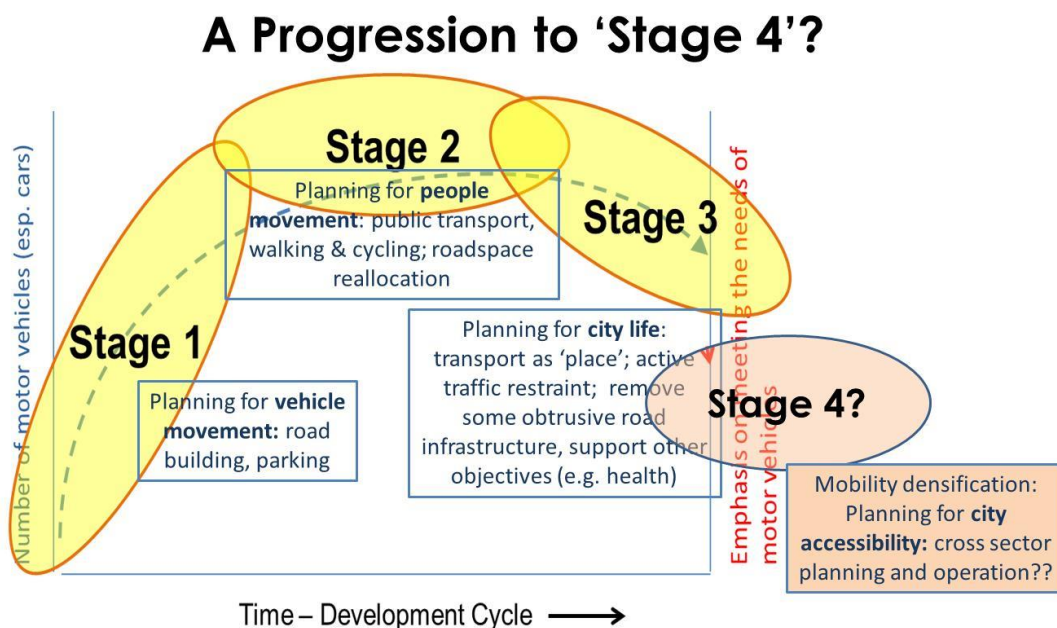 A Progression to 'Stage 4'?
Number of motor vehicles (esp. cars)
Stage 1
Planning for vehicle
movement: road
building, parking
Stage 2
Planning for people
movement: public transport,
walking & cycling; roadspace
reallocation
Stage 3
Planning for city life:
transport as 'place'; active
traffic restraint; remove
some obtrusive road
infrastructure, support other
objectives (e.g. health)
Emphasis on meeting the needs of
motor vehicles
Stage 4?
Mobility densification:
Planning for city
accessibility: cross sector
planning and operation??
Time – Development Cycle